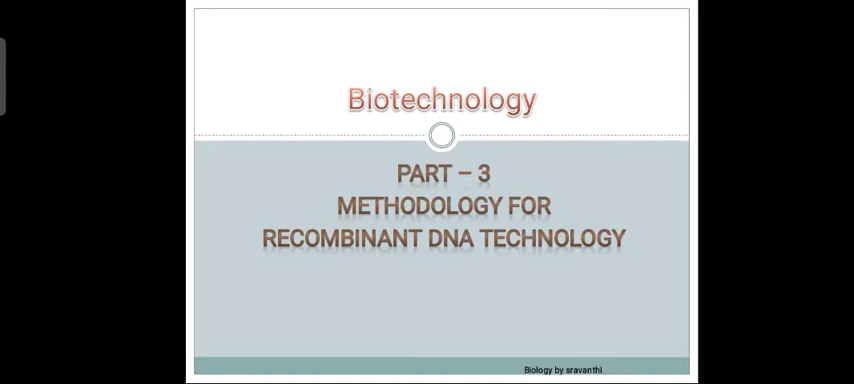 Biotechnology
PART – 3
METHODOLOGY FOR
RECOMBINANT DNA TECHNOLOGY
Biology by sravanthi